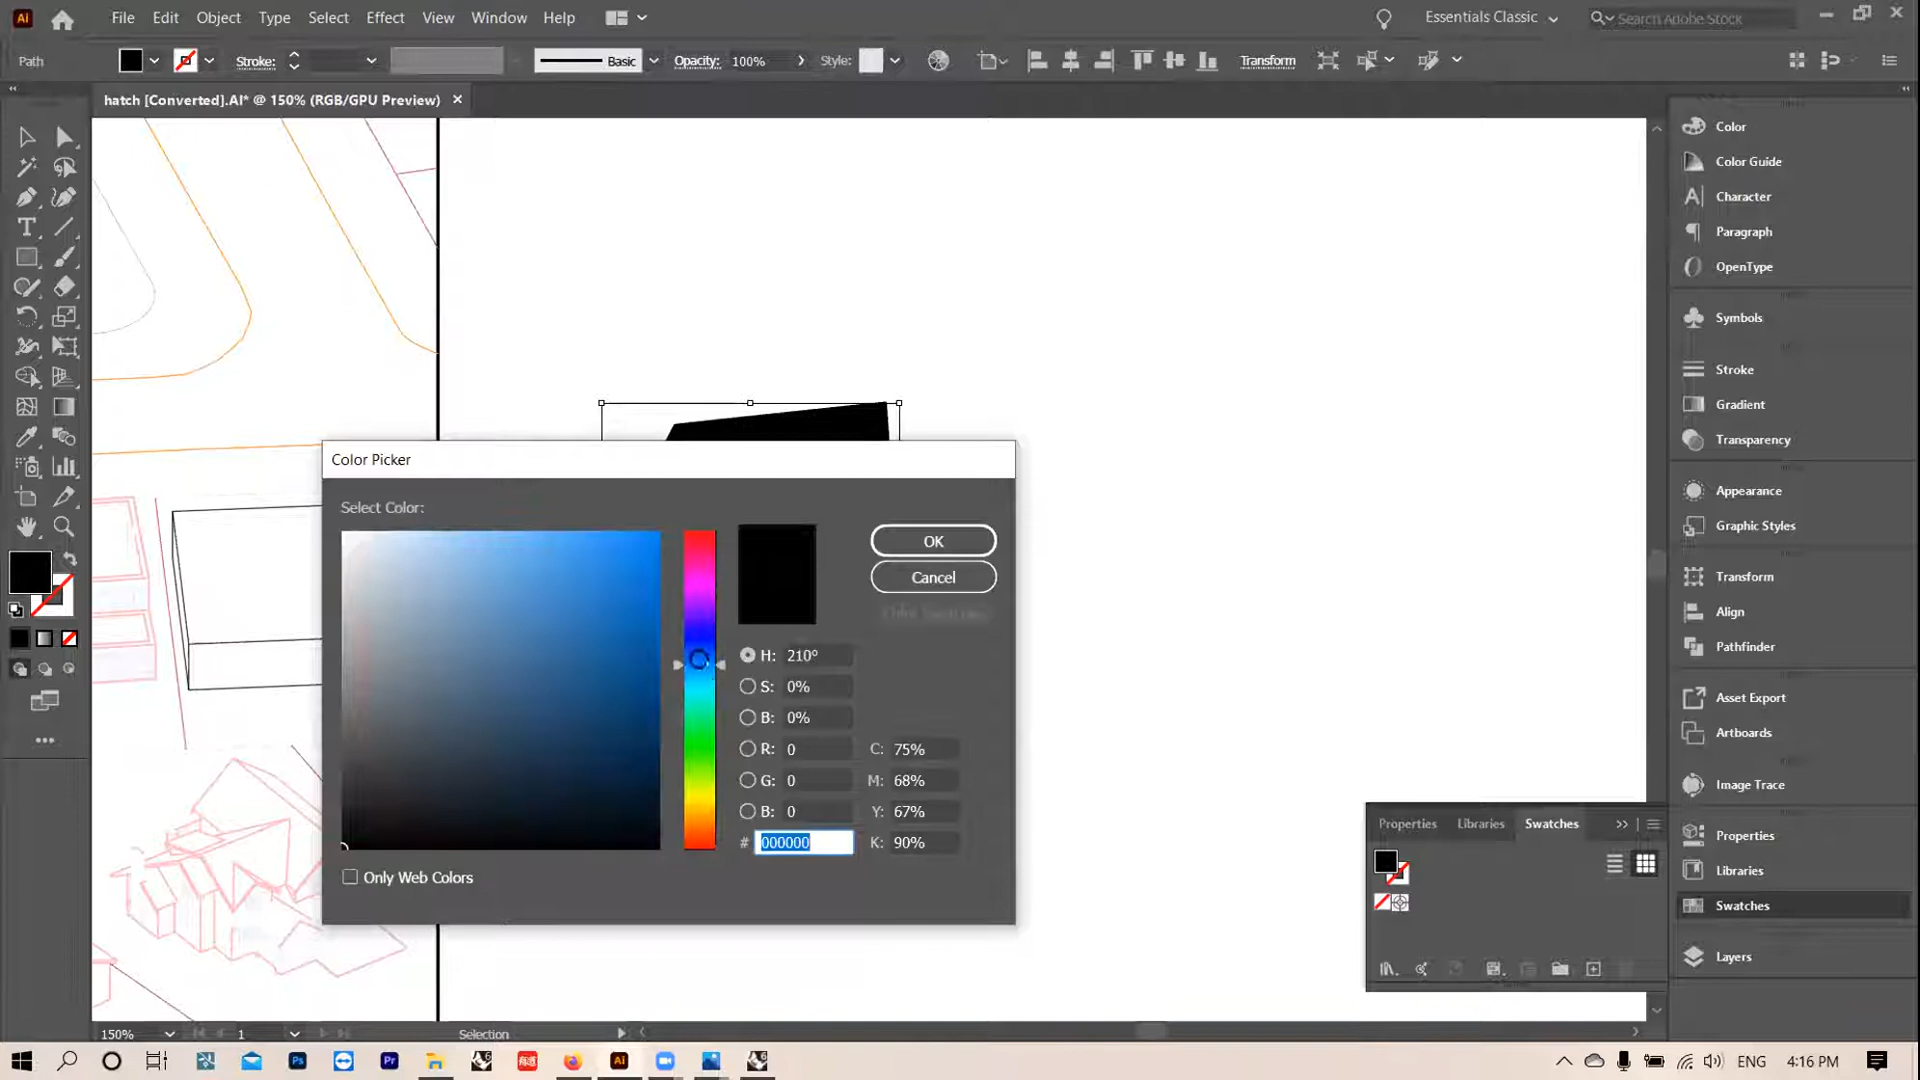 Ai File Edit Object Type Select Effect View Window Help Essentials Classic Search Adobe Stock
Path Stroke: Basic Opacity: 100% Style: Transform
hatch [Converted].AI* @ 150% (RGB/GPU Preview)
Color
Color Guide
Character
Paragraph
OpenType
Symbols
Stroke
Gradient
Transparency
Appearance
Graphic Styles
Transform
Align
Pathfinder
Asset Export
Artboards
Image Trace
Properties
Libraries
Swatches
Layers
Color Picker
Select Color:
OK
Cancel
H: 210°
S: 0%
B: 0%
R: 0 C: 75%
G: 0 M: 68%
B: 0 Y: 67%
# 000000 K: 90%
Only Web Colors
Properties Libraries Swatches
150% 1 Selection
Ps Pr Ai ENG 4:16 PM